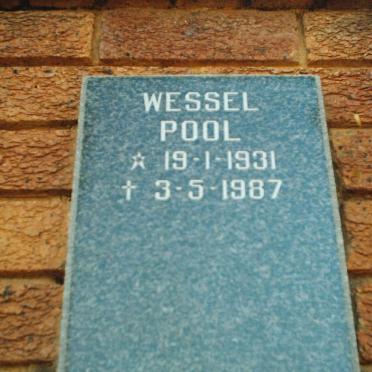 WESSEL
POOL
☆ 19-1-1931
† 3-5-1987